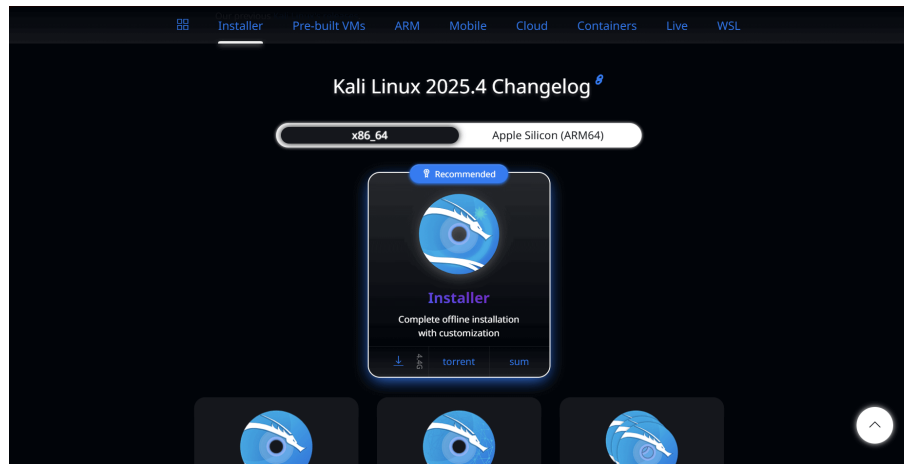 Installer Pre-built VMs ARM Mobile Cloud Containers Live WSL
Kali Linux 2025.4 Changelog
x86_64 Apple Silicon (ARM64)
Recommended
Installer
Complete offline installation
with customization
4.4G torrent sum